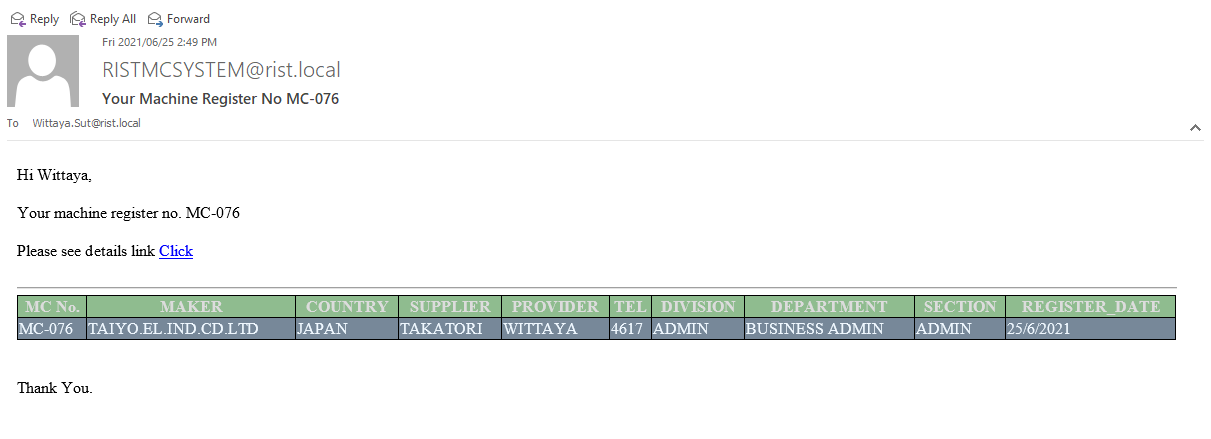 Reply Reply All Forward
Fri 2021/06/25 2:49 PM
RISTMCSYSTEM@rist.local
Your Machine Register No MC-076
To Wittaya.Sut@rist.local
Hi Wittaya,
Your machine register no. MC-076
Please see details link Click
MC No. MAKER COUNTRY SUPPLIER PROVIDER TEL DIVISION DEPARTMENT SECTION REGISTER_DATE
MC-076 TAIYO.EL.IND.CD.LTD JAPAN TAKATORI WITTAYA 4617 ADMIN BUSINESS ADMIN ADMIN 25/6/2021
Thank You.